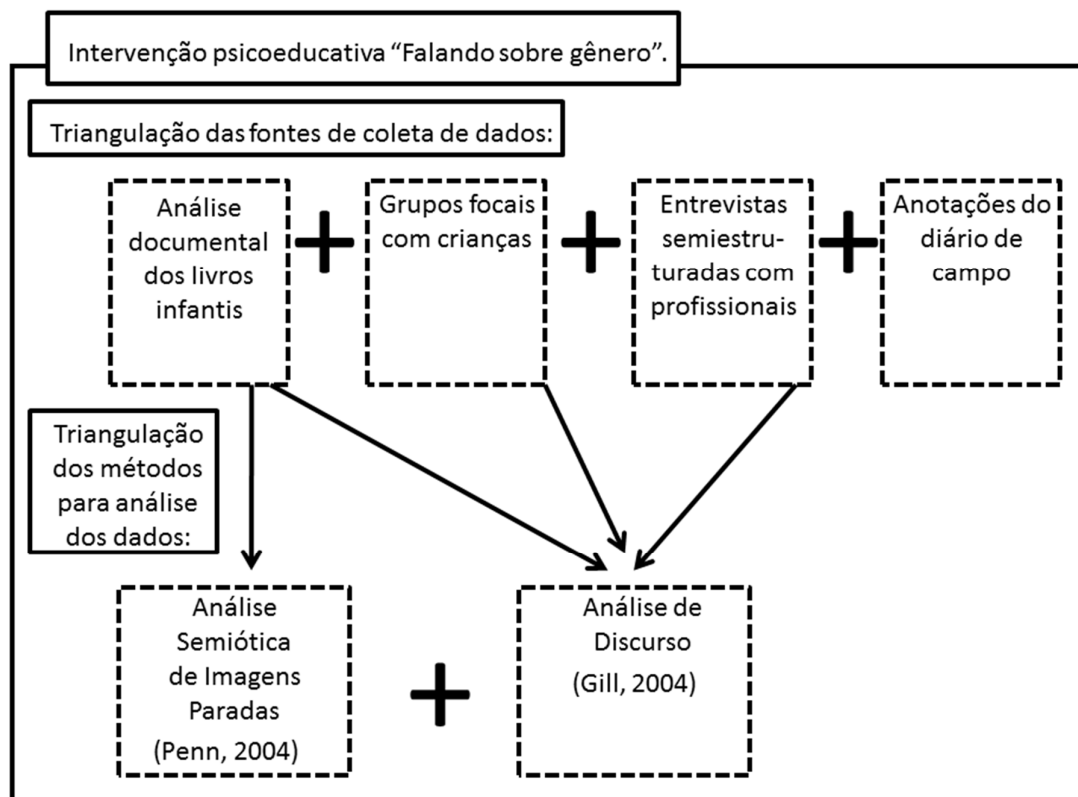 Intervenção psicoeducativa “Falando sobre gênero”.
Triangulação das fontes de coleta de dados:
Análise
documental
dos livros
infantis
Grupos focais
com crianças
Entrevistas
semiestru-
turadas com
profissionais
Anotações do
diário de
campo
Triangulação
dos métodos
para análise
dos dados:
Análise
Semiótica
de Imagens
Paradas
(Penn, 2004)
Análise de
Discurso
(Gill, 2004)